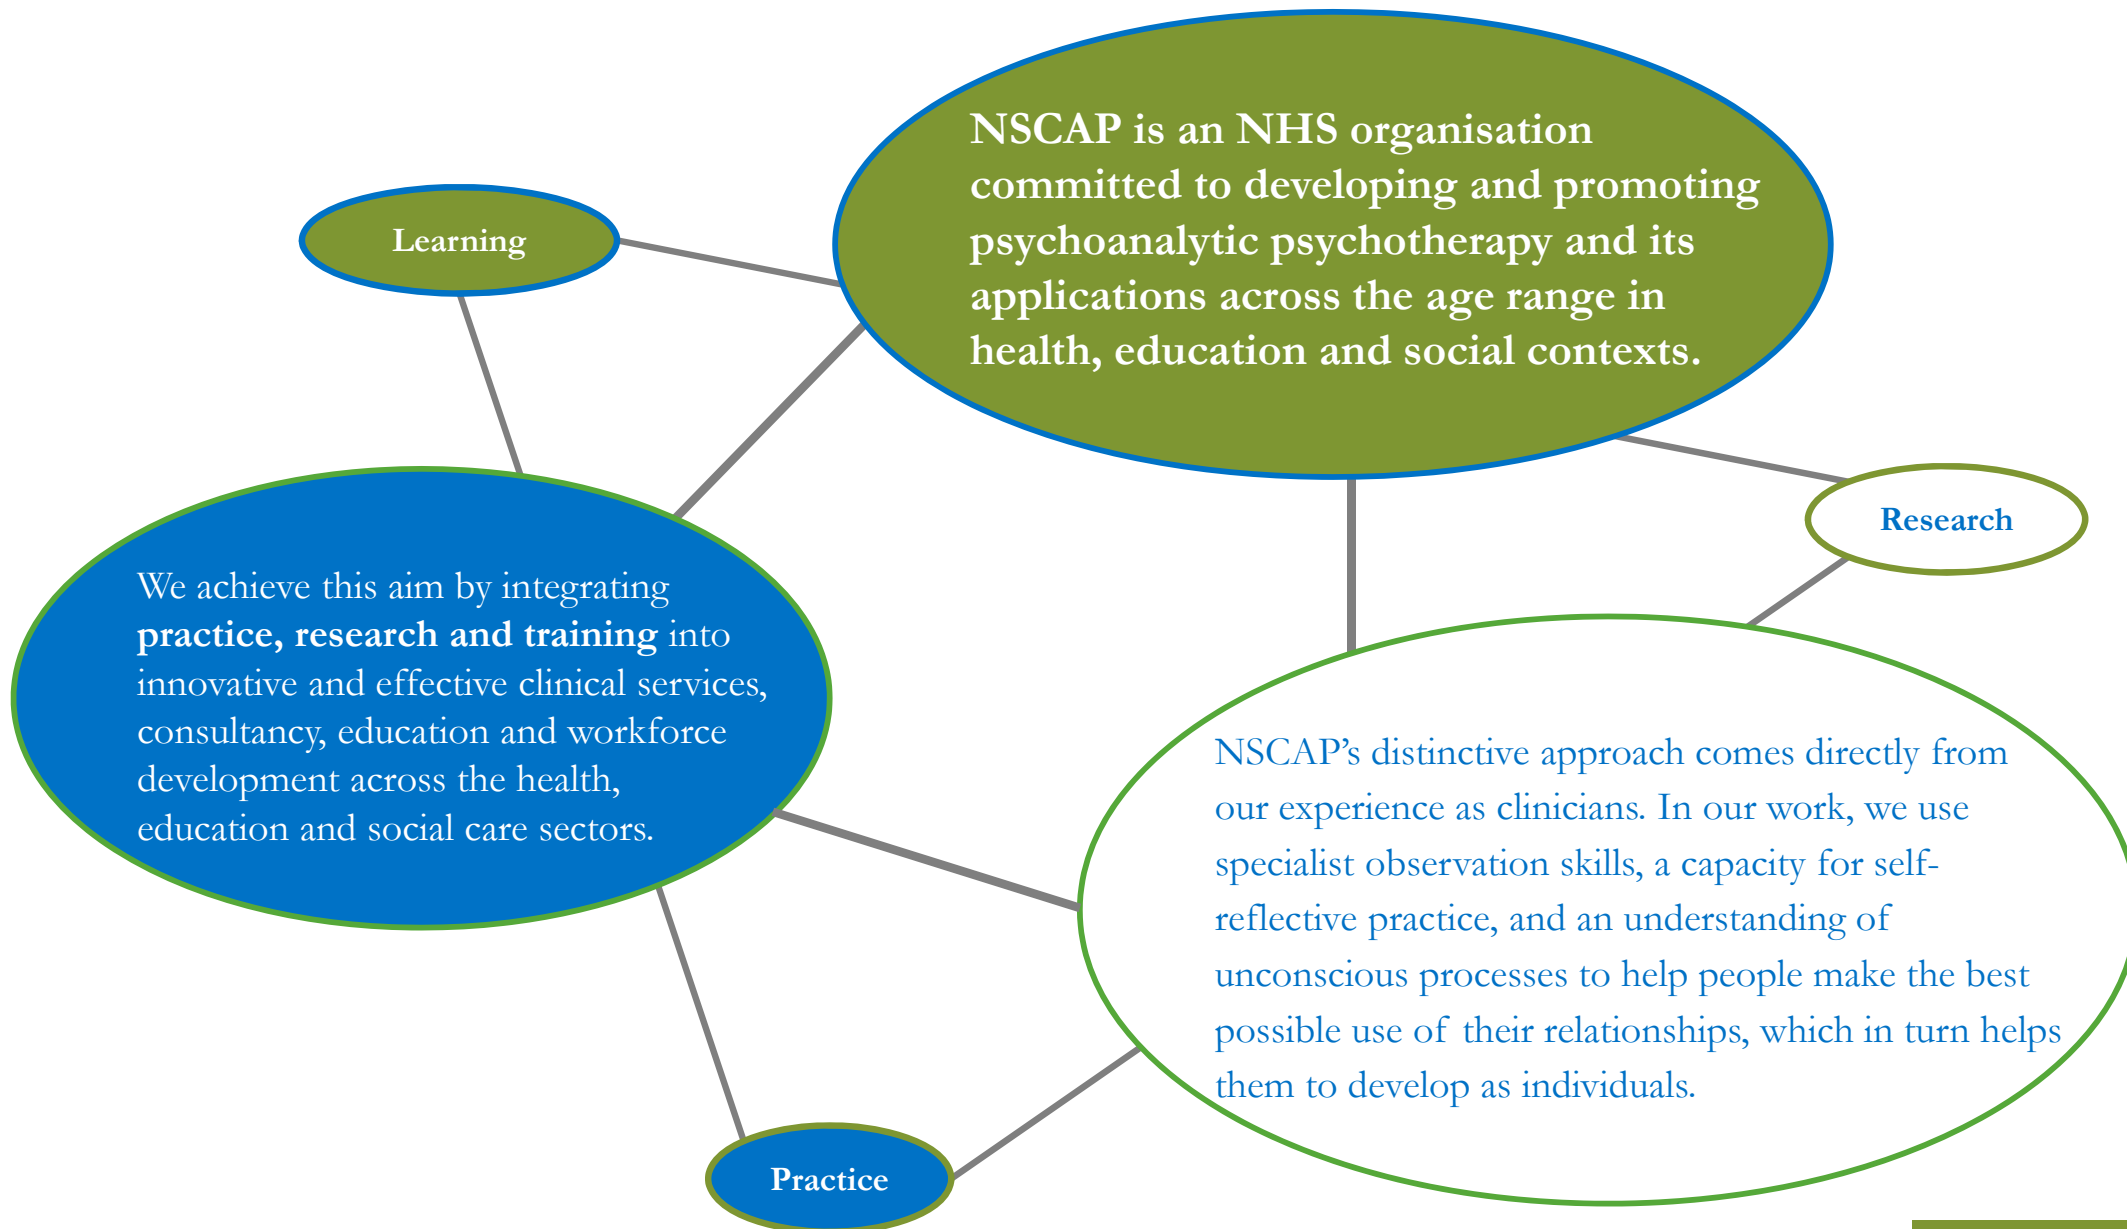 NSCAP is an NHS organisation
committed to developing and promoting
psychoanalytic psychotherapy and its
applications across the age range in
health, education and social contexts.
Learning
Research
We achieve this aim by integrating
practice, research and training into
innovative and effective clinical services,
consultancy, education and workforce
development across the health,
education and social care sectors.
NSCAP’s distinctive approach comes directly from
our experience as clinicians. In our work, we use
specialist observation skills, a capacity for self-
reflective practice, and an understanding of
unconscious processes to help people make the best
possible use of their relationships, which in turn helps
them to develop as individuals.
Practice